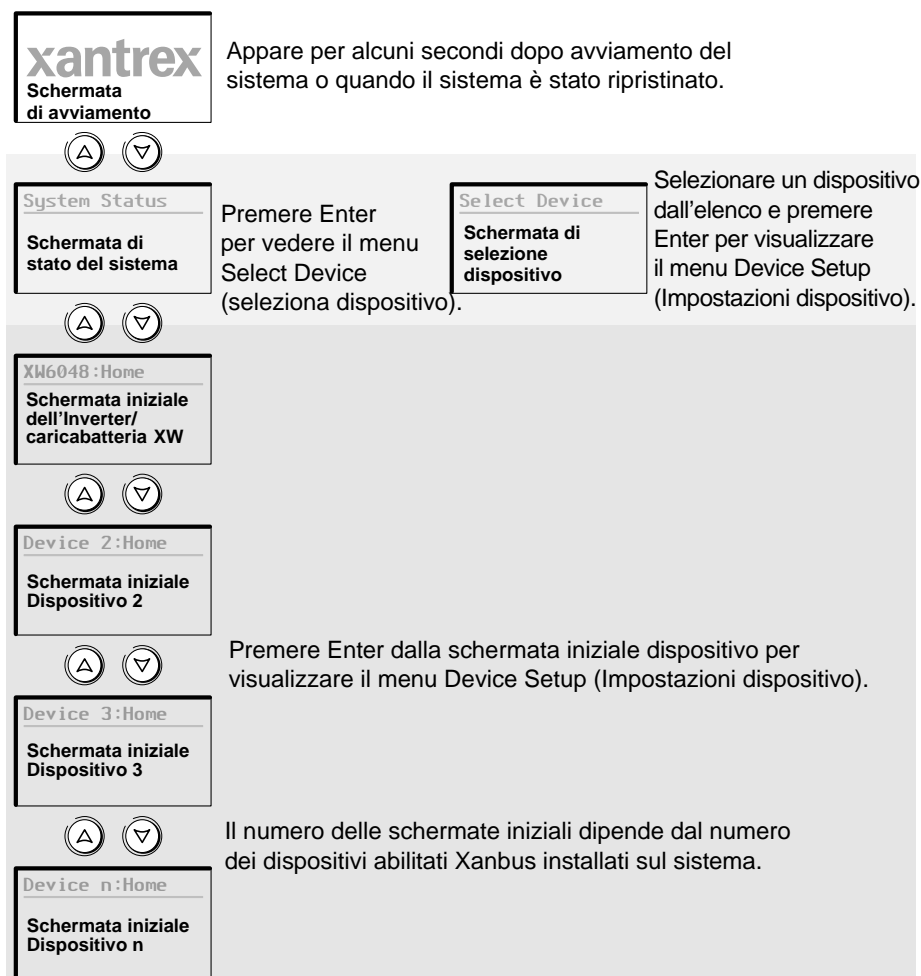 xantrex
Schermata
di avviamento
Appare per alcuni secondi dopo avviamento del
sistema o quando il sistema è stato ripristinato.
System Status
Schermata di
stato del sistema
Premere Enter
per vedere il menu
Select Device
(seleziona dispositivo).
Select Device
Schermata di
selezione
dispositivo
Selezionare un dispositivo
dall'elenco e premere
Enter per visualizzare
il menu Device Setup
(Impostazioni dispositivo).
XW6048:Home
Schermata iniziale
dell'Inverter/
caricabatteria XW
Device 2:Home
Schermata iniziale
Dispositivo 2
Premere Enter dalla schermata iniziale dispositivo per
visualizzare il menu Device Setup (Impostazioni dispositivo).
Device 3:Home
Schermata iniziale
Dispositivo 3
Il numero delle schermate iniziali dipende dal numero
dei dispositivi abilitati Xanbus installati sul sistema.
Device n:Home
Schermata iniziale
Dispositivo n